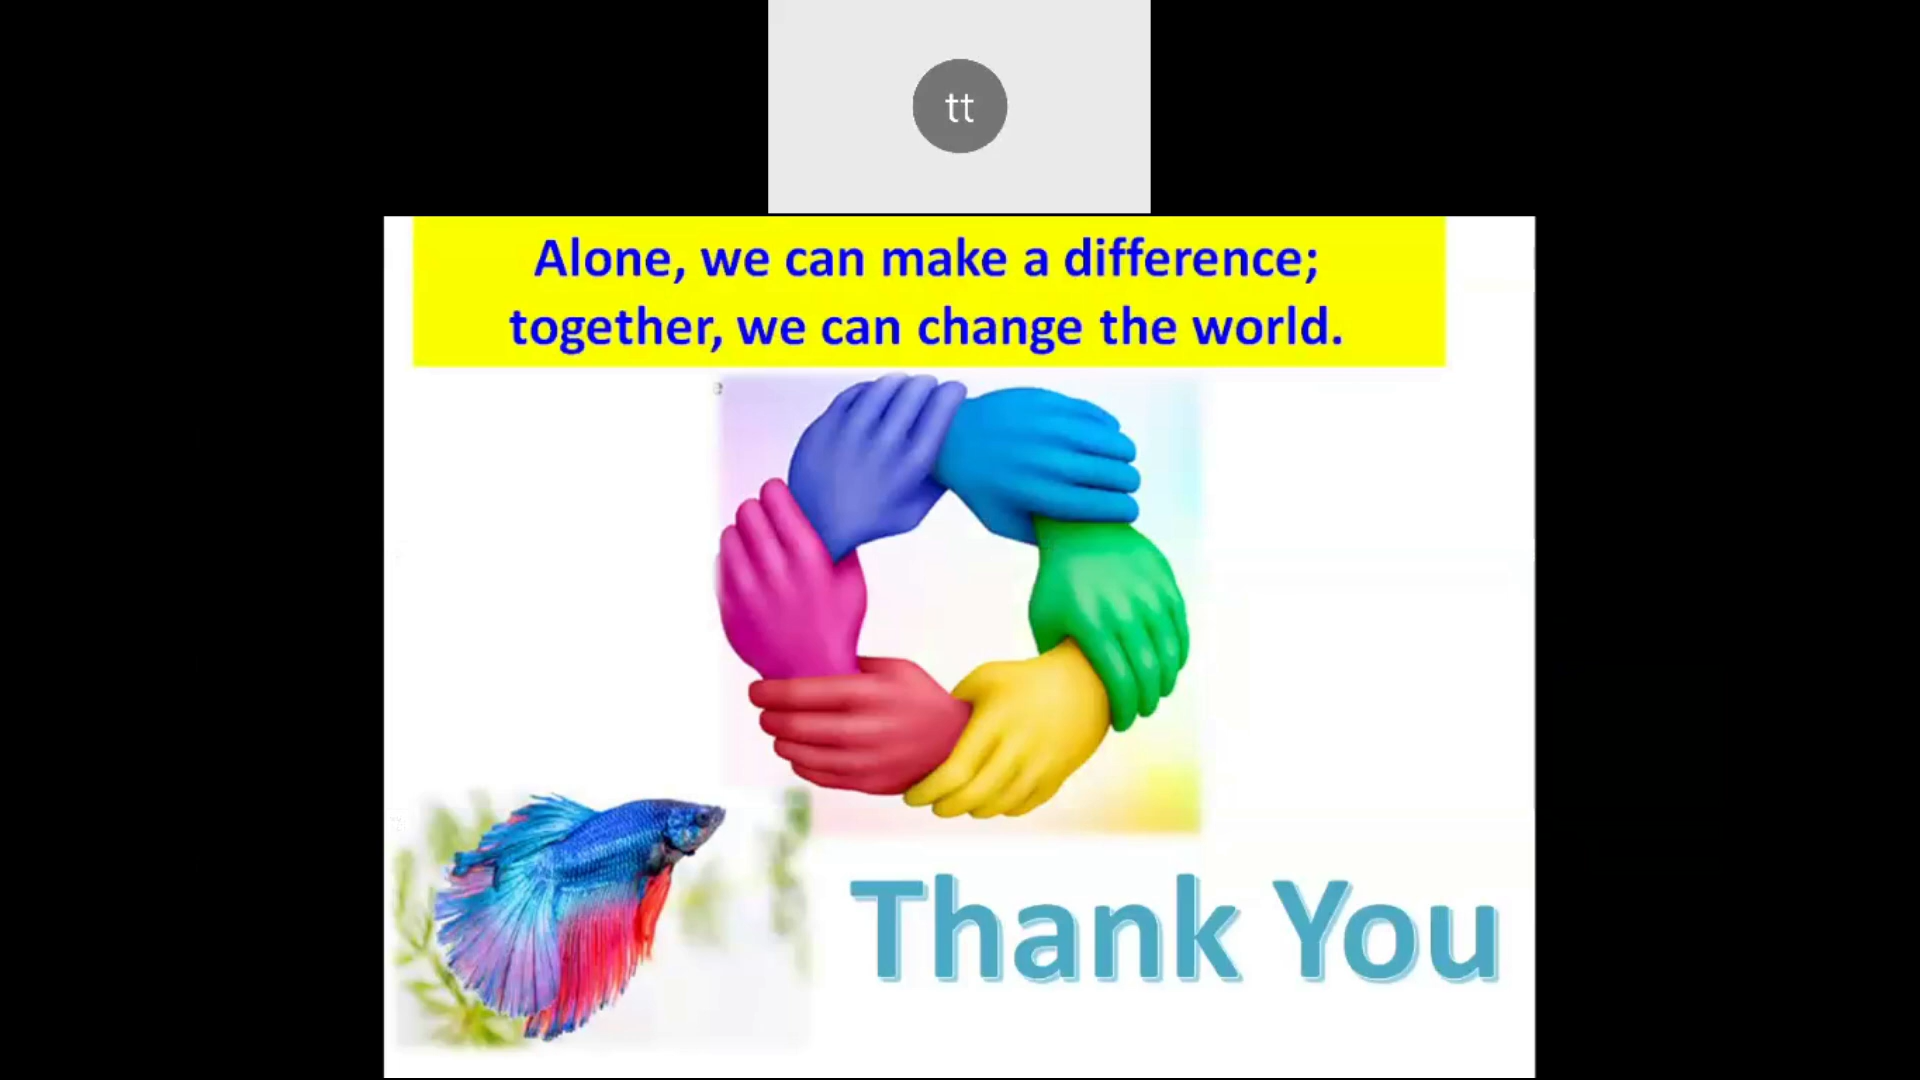 tt
Alone, we can make a difference;
together, we can change the world.
e
Thank You